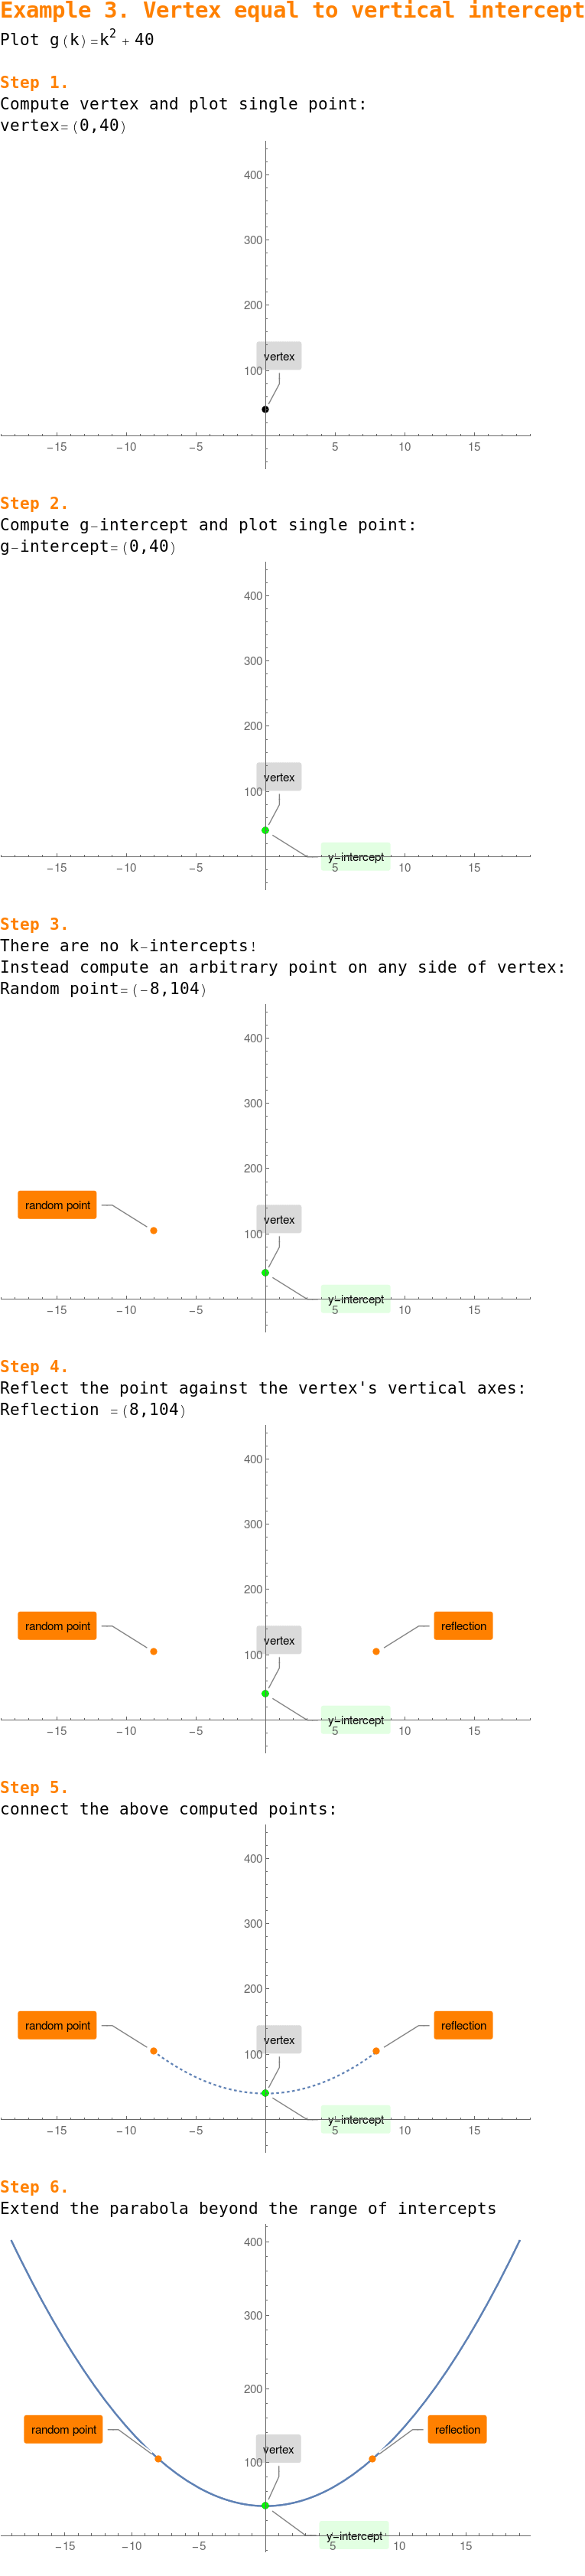 Example 3. Vertex equal to vertical intercept
Plot g(k)=k² + 40
Step 1.
Compute vertex and plot single point:
vertex=(0,40)
400
300
200
vertex
100
−15 −10 −5 5 10 15
Step 2.
Compute g-intercept and plot single point:
g-intercept=(0,40)
400
300
200
vertex
100
y−intercept
−15 −10 −5 5 10 15
Step 3.
There are no k-intercepts!
Instead compute an arbitrary point on any side of vertex:
Random point=(-8,104)
400
300
200
random point
vertex
100
y−intercept
−15 −10 −5 5 10 15
Step 4.
Reflect the point against the vertex's vertical axes:
Reflection =(8,104)
400
300
200
random point reflection
vertex
100
y−intercept
−15 −10 −5 5 10 15
Step 5.
connect the above computed points:
400
300
200
random point reflection
vertex
100
y−intercept
−15 −10 −5 5 10 15
Step 6.
Extend the parabola beyond the range of intercepts
400
300
200
random point reflection
vertex
100
y−intercept
−15 −10 −5 5 10 15